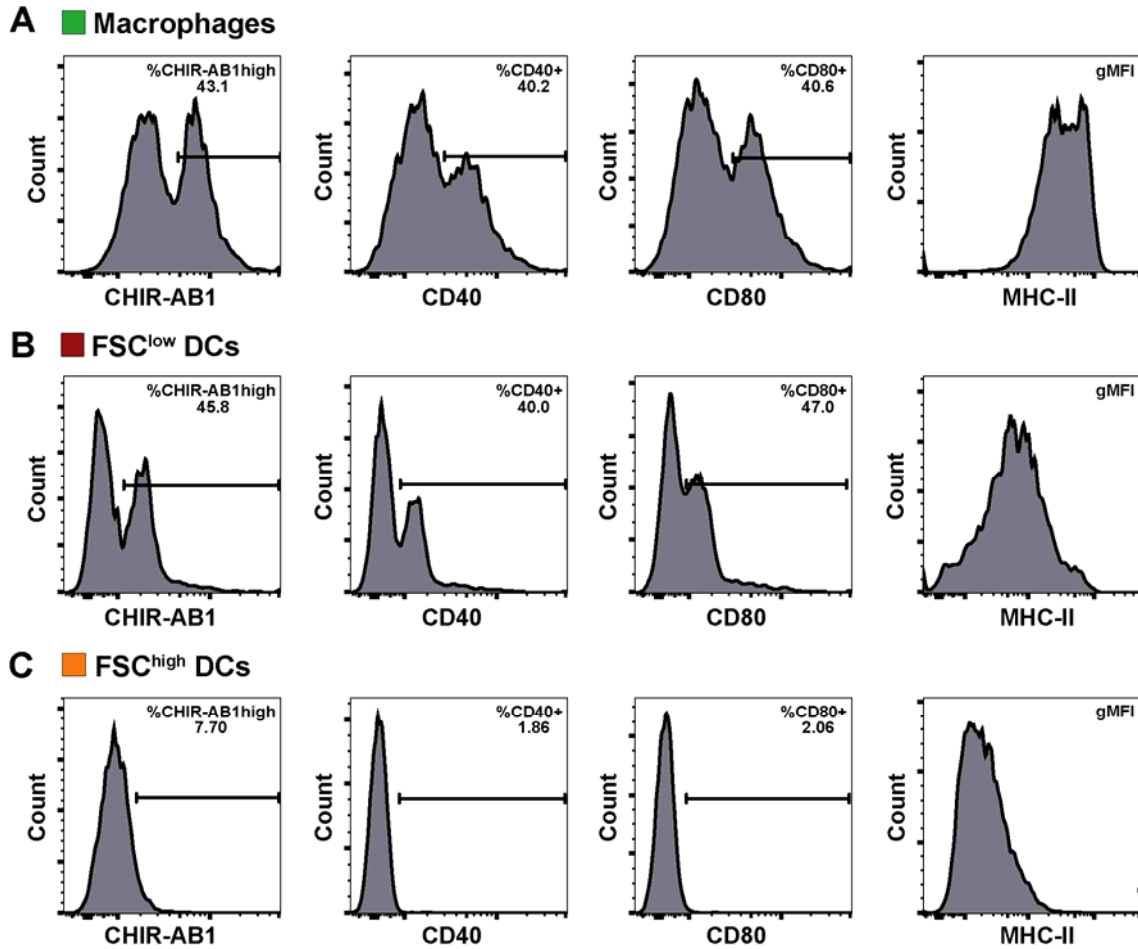 A Macrophages
%CHIR-AB1high
43.1
Count
CHIR-AB1
%CD40+
40.2
Count
CD40
%CD80+
40.6
Count
CD80
gMFI
Count
MHC-II
B FSClow DCs
%CHIR-AB1high
45.8
Count
CHIR-AB1
%CD40+
40.0
Count
CD40
%CD80+
47.0
Count
CD80
gMFI
Count
MHC-II
C FSChigh DCs
%CHIR-AB1high
7.70
Count
CHIR-AB1
%CD40+
1.86
Count
CD40
%CD80+
2.06
Count
CD80
gMFI
Count
MHC-II